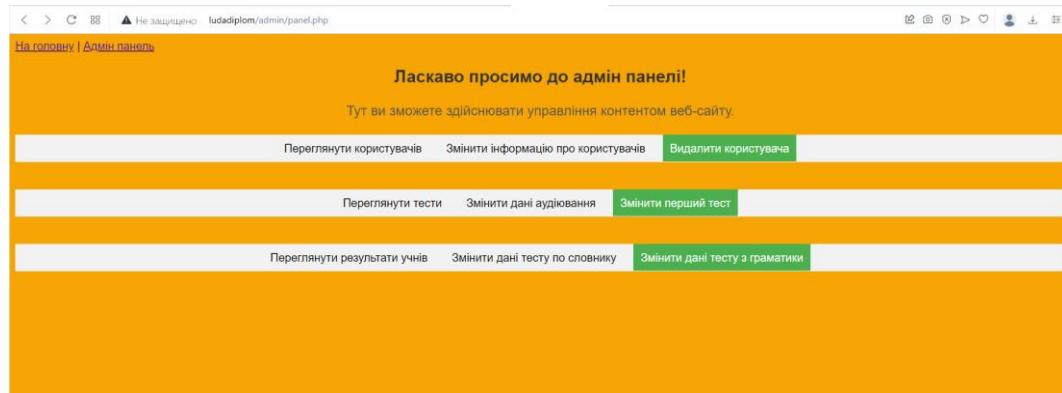 Не защищено ludadiplom/admin/panel.php
На головну | Адмін панель
Ласкаво просимо до адмін панелі!
Тут ви зможете здійснювати управління контентом веб-сайту.
Переглянути користувачів Змінити інформацію про користувачів Видалити користувача
Переглянути тести Змінити дані аудіювання Змінити перший тест
Переглянути результати учнів Змінити дані тесту по словнику Змінити дані тесту з граматики